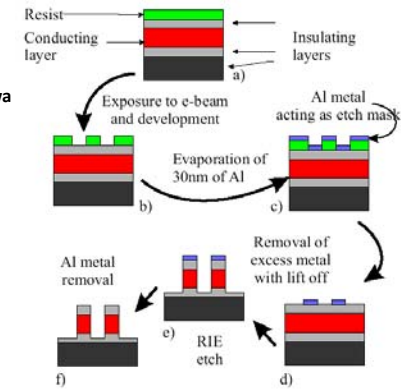 Resist
Conducting
layer
Insulating
layers
a)
va
Exposure to e-beam
and development
Al metal
acting as etch mask
b)
Evaporation of
30nm of Al
c)
Al metal
removal
Removal of
excess metal
with lift off
e)
RIE
etch
f)
d)